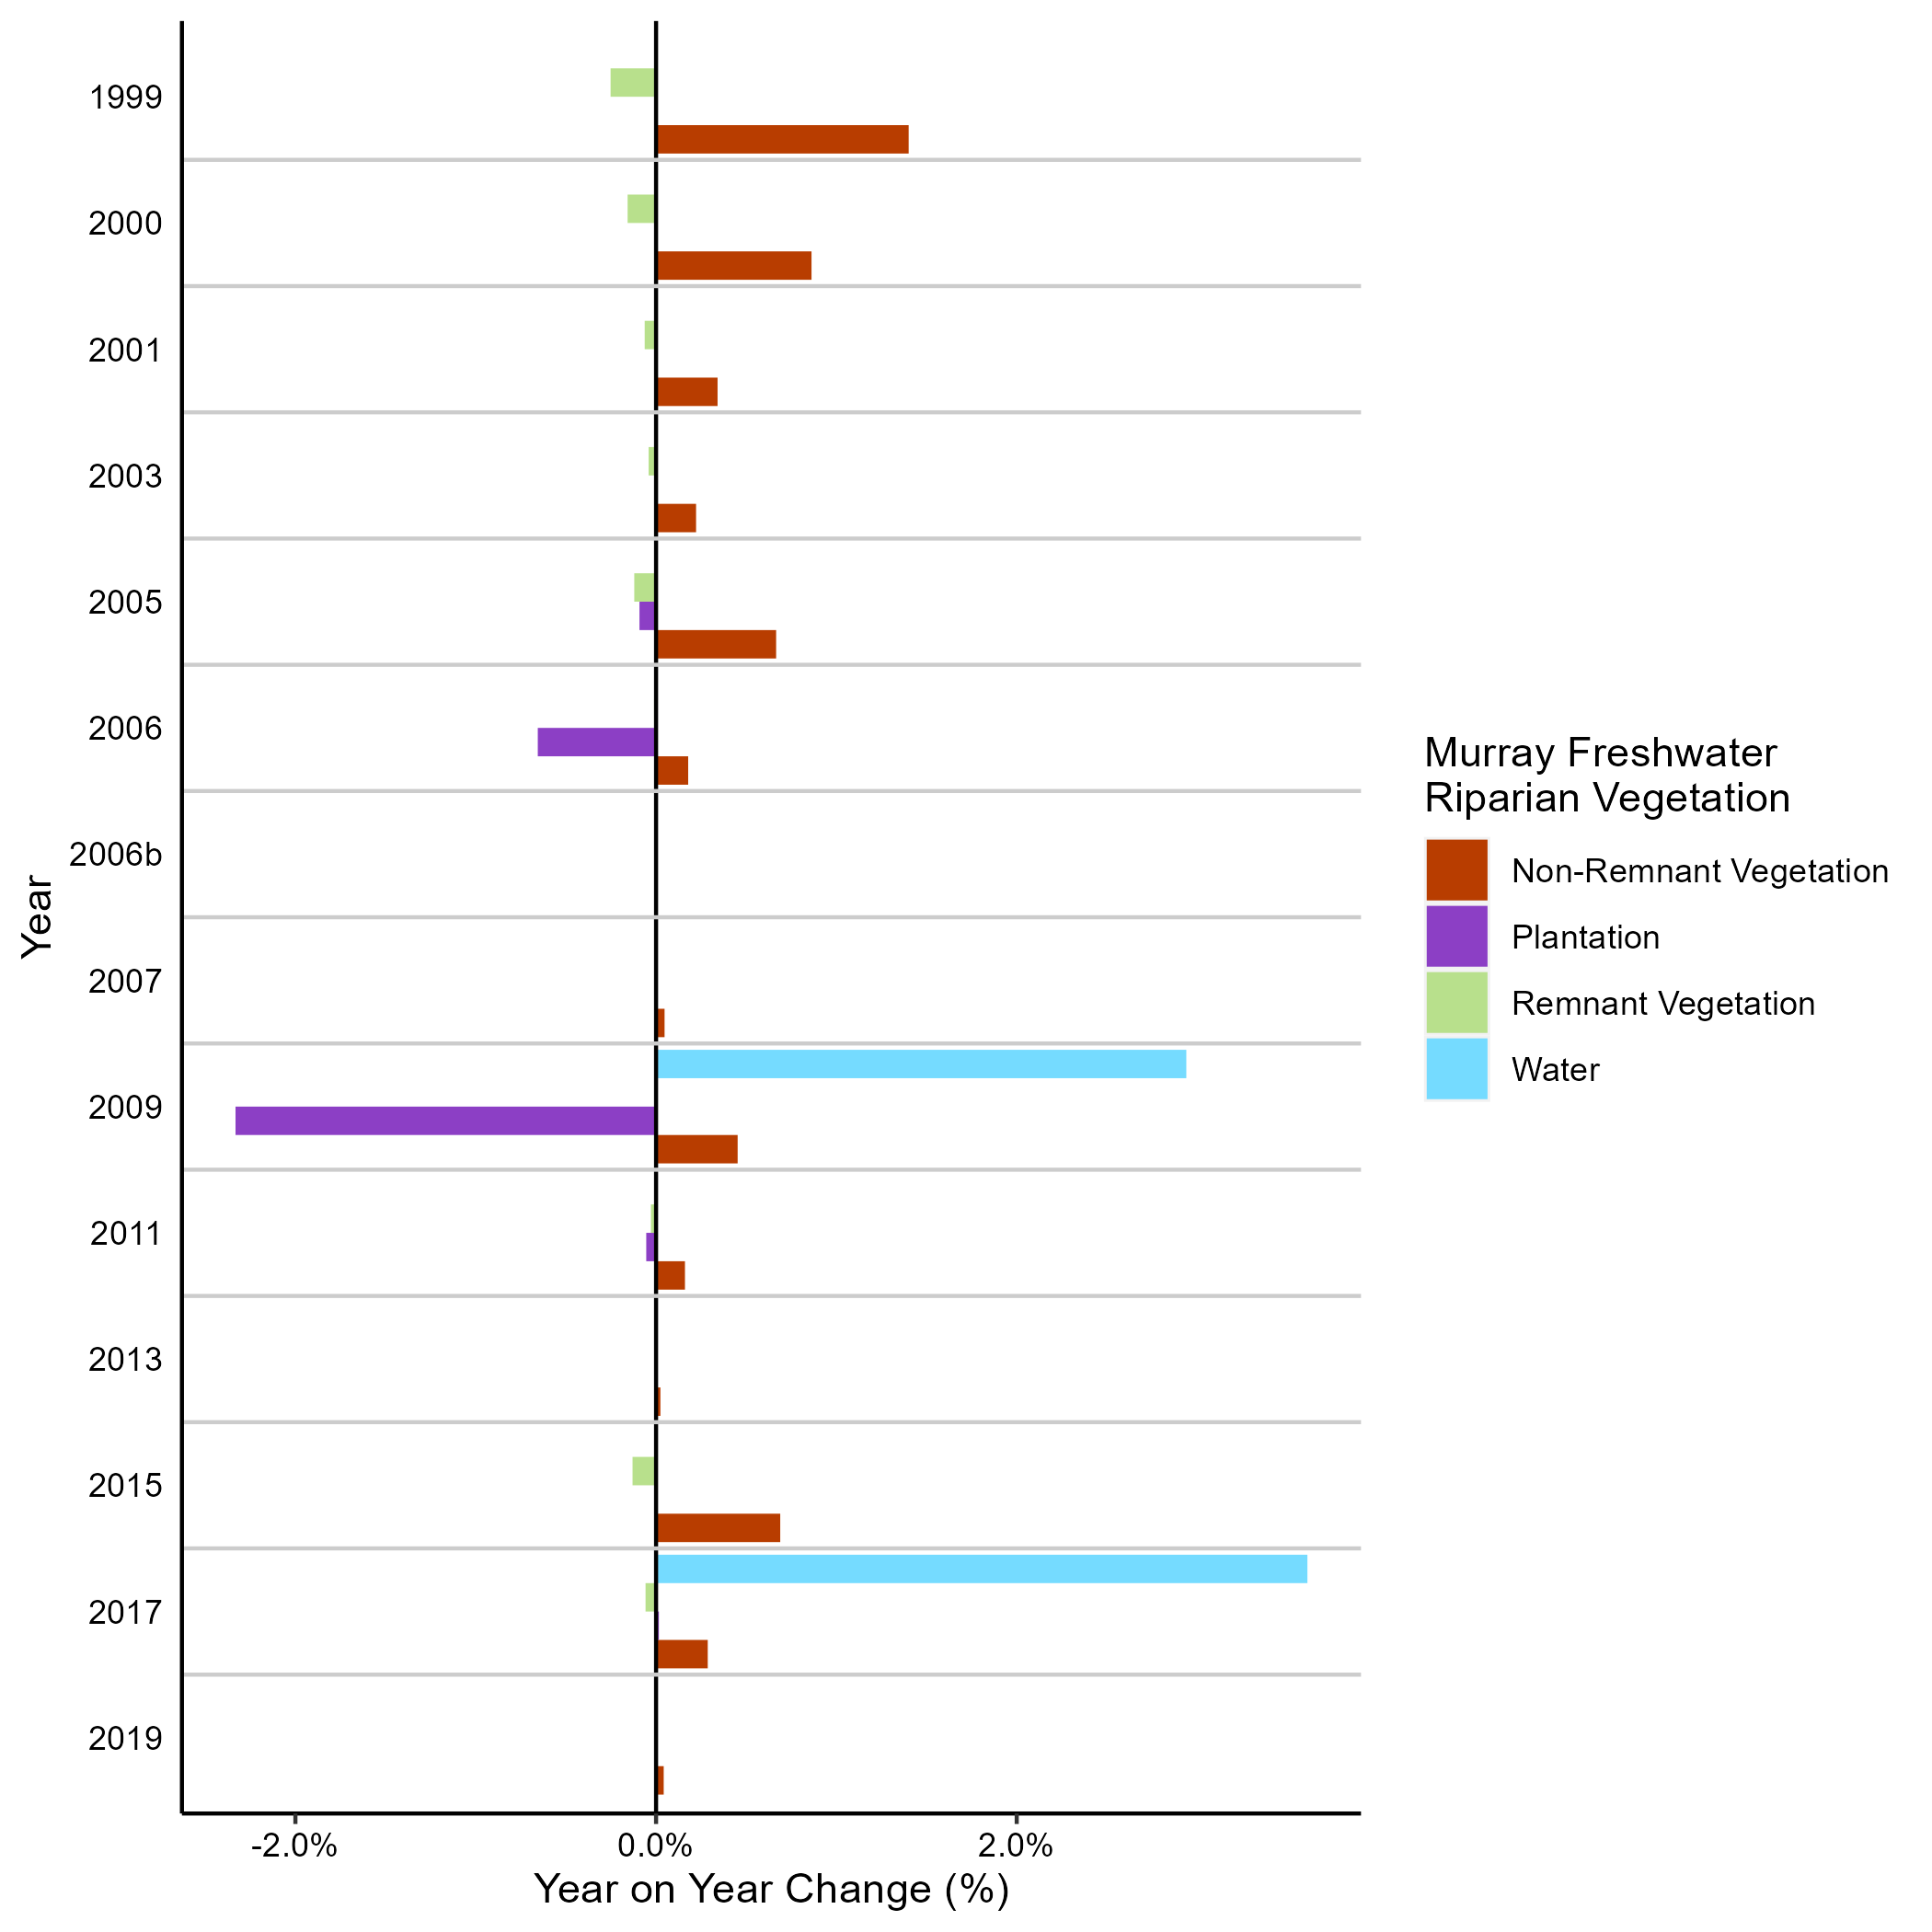 1999
2000
2001
2003
2005
2006
2006b
2007
2009
2011
2013
2015
2017
2019
Year
-2.0%
0.0%
2.0%
Year on Year Change (%)
Murray Freshwater
Riparian Vegetation
Non-Remnant Vegetation
Plantation
Remnant Vegetation
Water